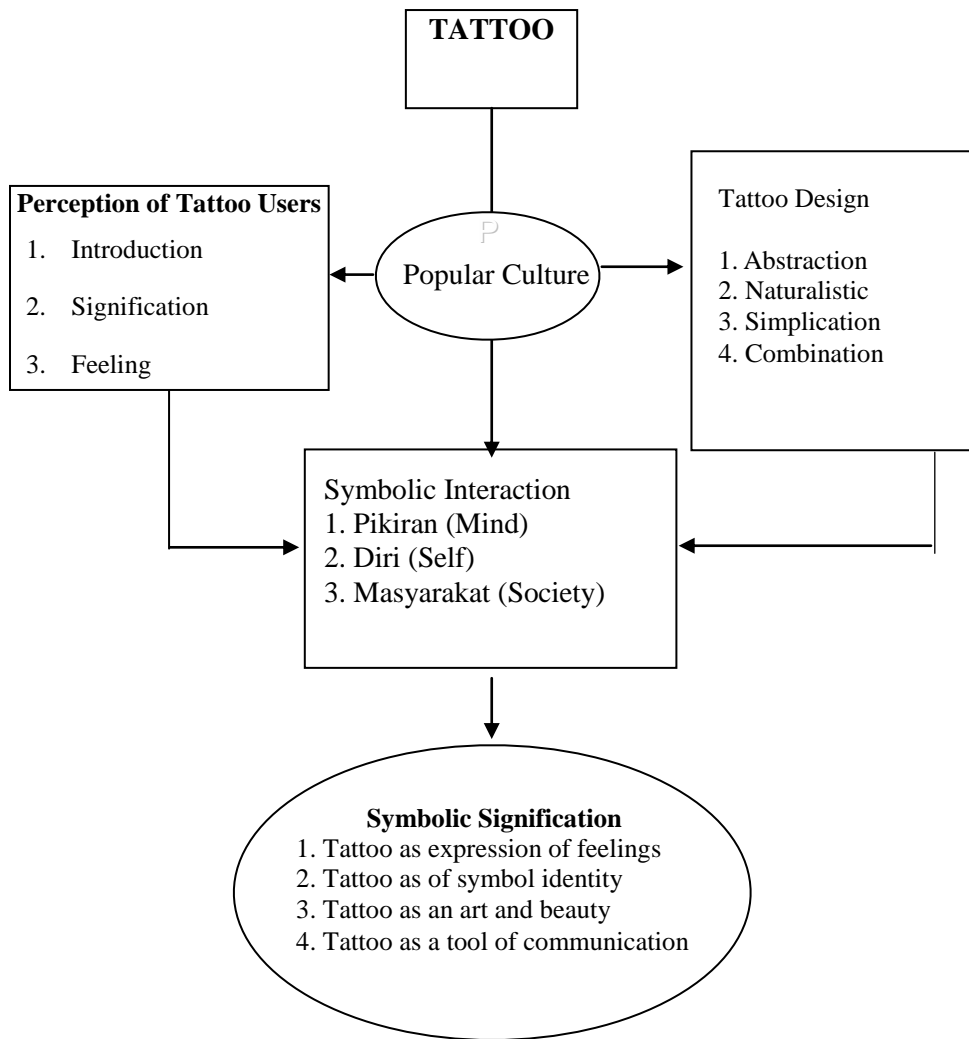 TATTOO
Perception of Tattoo Users
1. Introduction
2. Signification
3. Feeling
P
Popular Culture
Tattoo Design
1. Abstraction
2. Naturalistic
3. Simplication
4. Combination
Symbolic Interaction
1. Pikiran (Mind)
2. Diri (Self)
3. Masyarakat (Society)
Symbolic Signification
1. Tattoo as expression of feelings
2. Tattoo as of symbol identity
3. Tattoo as an art and beauty
4. Tattoo as a tool of communication